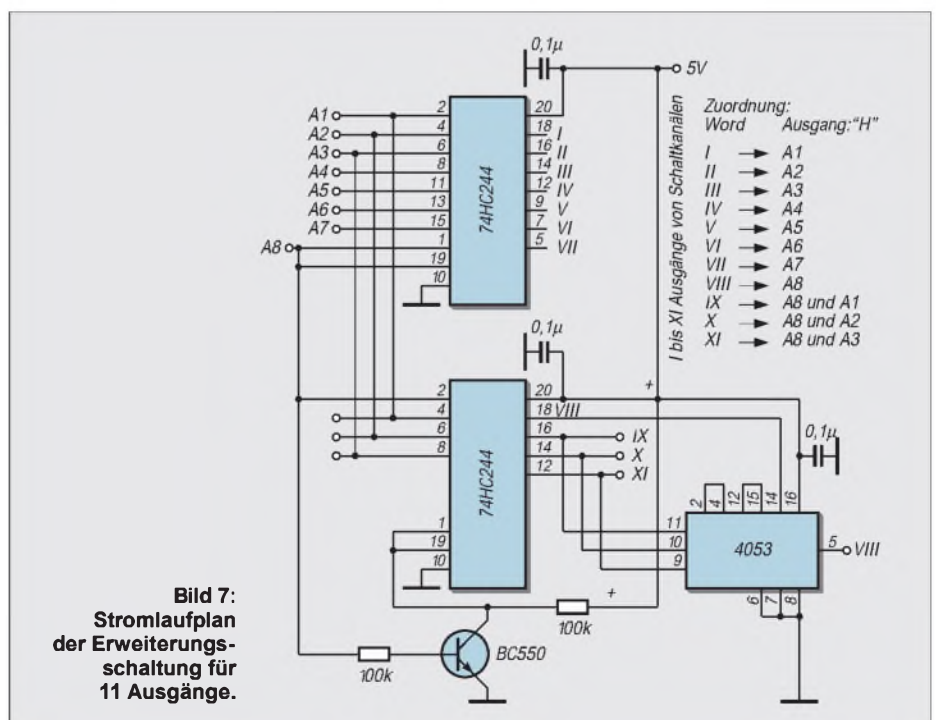 0,1µ
5V
A1
A2
A3
A4
A5
A6
A7
A8
2
4
6
8
11
13
15
1
19
10
74HC244
20
18 I
16 II
14 III
12 IV
9 V
7 VI
5 VII
I bis XI Ausgänge von Schaltkanälen
Zuordnung:
Word Ausgang:"H"
I → A1
II → A2
III → A3
IV → A4
V → A5
VI → A6
VII → A7
VIII → A8
IX → A8 und A1
X → A8 und A2
XI → A8 und A3
0,1µ
+
2
4
6
8
1
19
10
74HC244
20
18 VIII
16
14
12
IX
X
XI
0,1µ
2 4 12 15 14 16
11
10
9
4053
5 VIII
6 7 8
+
100k
100k
BC550
Bild 7:
Stromlaufplan
der Erweiterungs-
schaltung für
11 Ausgänge.